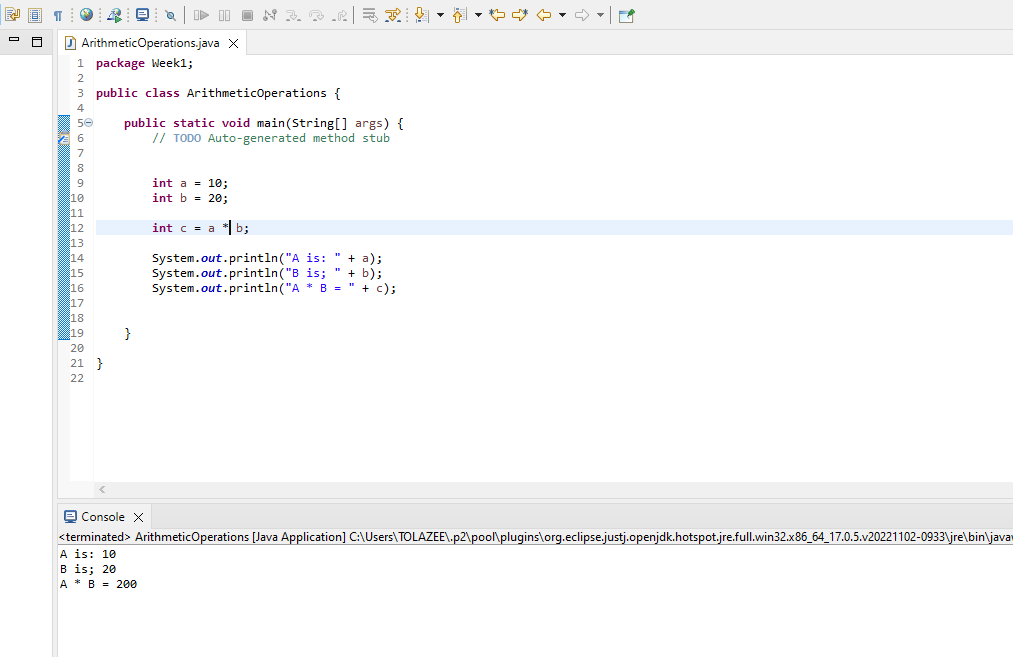 ArithmeticOperations.java
1 package Week1;
2
3 public class ArithmeticOperations {
4
5 public static void main(String[] args) {
6 // TODO Auto-generated method stub
7
8
9 int a = 10;
10 int b = 20;
11
12 int c = a * b;
13
14 System.out.println("A is: " + a);
15 System.out.println("B is; " + b);
16 System.out.println("A * B = " + c);
17
18
19 }
20
21 }
22
Console
<terminated> ArithmeticOperations [Java Application] C:\Users\TOLAZEE\.p2\pool\plugins\org.eclipse.justj.openjdk.hotspot.jre.full.win32.x86_64_17.0.5.v20221102-0933\jre\bin\javaw
A is: 10
B is; 20
A * B = 200